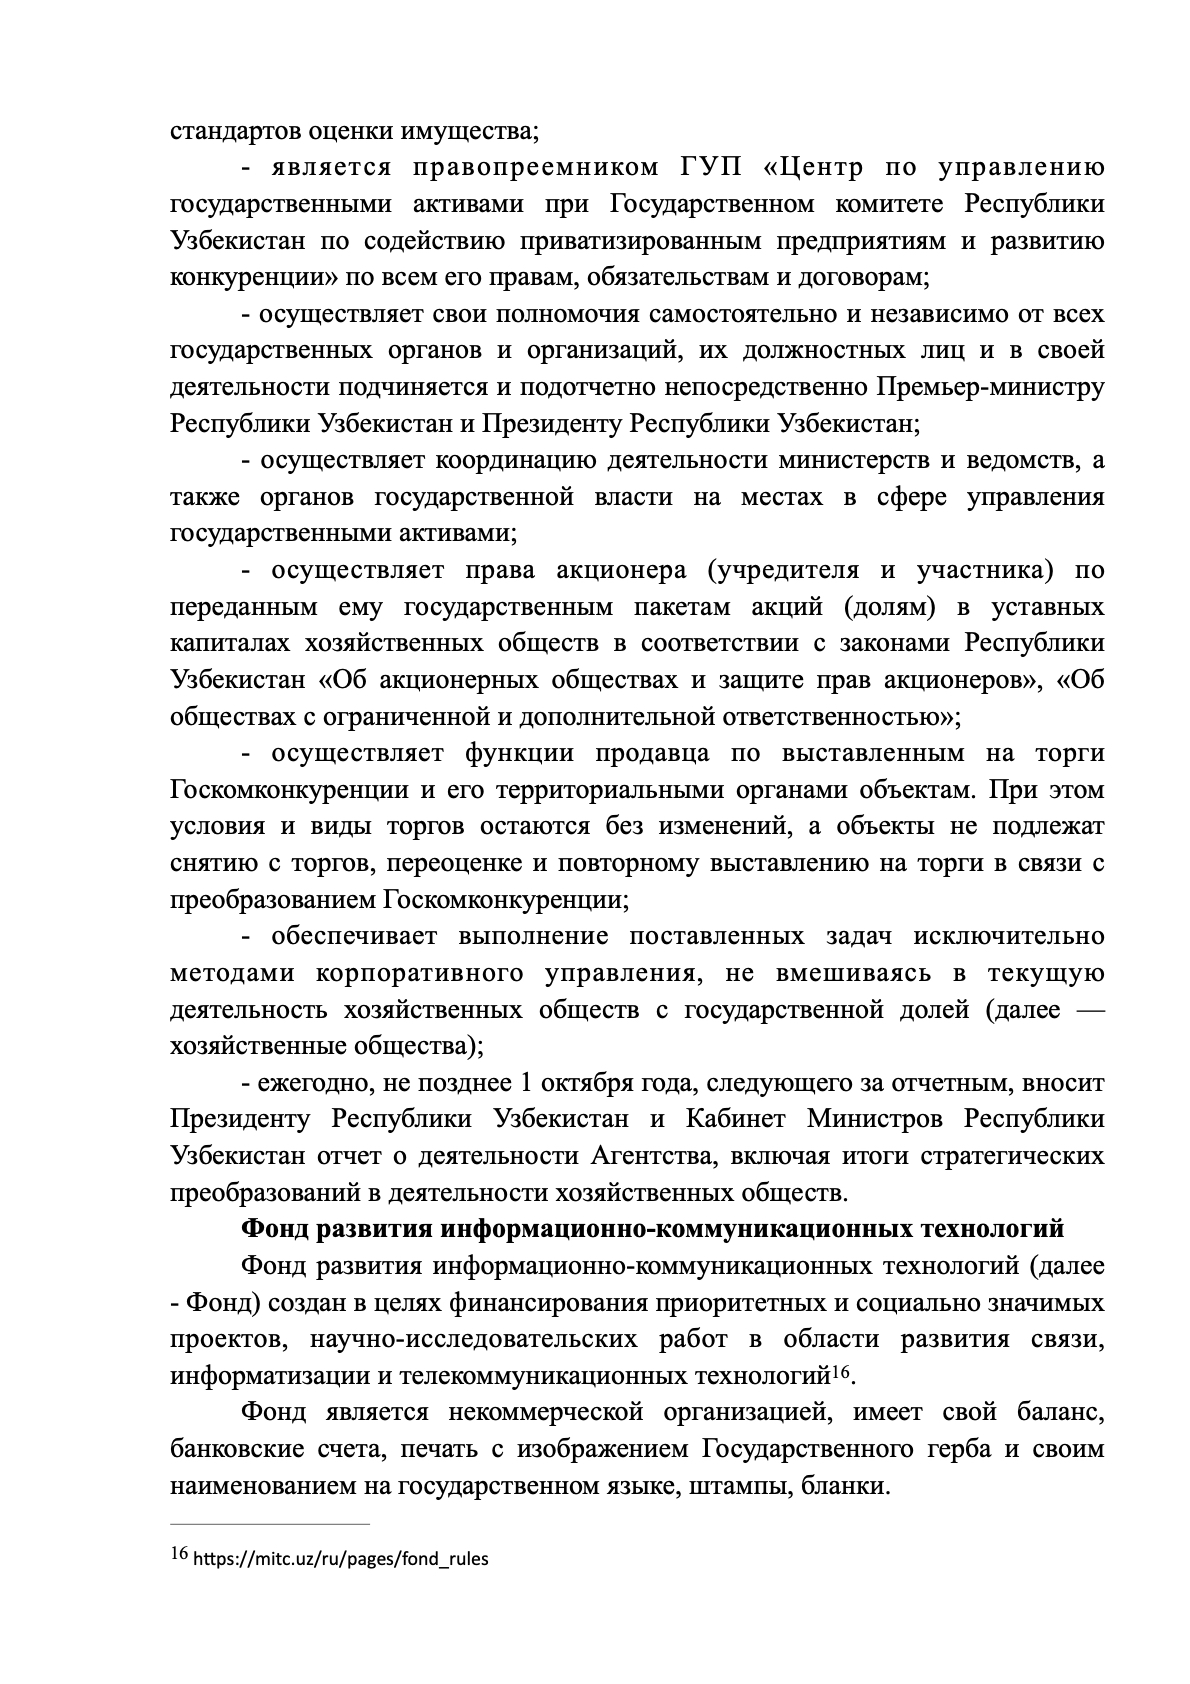 стандартов оценки имущества;
- является правопреемником ГУП «Центр по управлению
государственными активами при Государственном комитете Республики
Узбекистан по содействию приватизированным предприятиям и развитию
конкуренции» по всем его правам, обязательствам и договорам;
- осуществляет свои полномочия самостоятельно и независимо от всех
государственных органов и организаций, их должностных лиц и в своей
деятельности подчиняется и подотчетно непосредственно Премьер-министру
Республики Узбекистан и Президенту Республики Узбекистан;
- осуществляет координацию деятельности министерств и ведомств, а
также органов государственной власти на местах в сфере управления
государственными активами;
- осуществляет права акционера (учредителя и участника) по
переданным ему государственным пакетам акций (долям) в уставных
капиталах хозяйственных обществ в соответствии с законами Республики
Узбекистан «Об акционерных обществах и защите прав акционеров», «Об
обществах с ограниченной и дополнительной ответственностью»;
- осуществляет функции продавца по выставленным на торги
Госкомконкуренции и его территориальными органами объектам. При этом
условия и виды торгов остаются без изменений, а объекты не подлежат
снятию с торгов, переоценке и повторному выставлению на торги в связи с
преобразованием Госкомконкуренции;
- обеспечивает выполнение поставленных задач исключительно
методами корпоративного управления, не вмешиваясь в текущую
деятельность хозяйственных обществ с государственной долей (далее —
хозяйственные общества);
- ежегодно, не позднее 1 октября года, следующего за отчетным, вносит
Президенту Республики Узбекистан и Кабинет Министров Республики
Узбекистан отчет о деятельности Агентства, включая итоги стратегических
преобразований в деятельности хозяйственных обществ.
Фонд развития информационно-коммуникационных технологий
Фонд развития информационно-коммуникационных технологий (далее
- Фонд) создан в целях финансирования приоритетных и социально значимых
проектов, научно-исследовательских работ в области развития связи,
информатизации и телекоммуникационных технологий16.
Фонд является некоммерческой организацией, имеет свой баланс,
банковские счета, печать с изображением Государственного герба и своим
наименованием на государственном языке, штампы, бланки.
16 https://mitc.uz/ru/pages/fond_rules